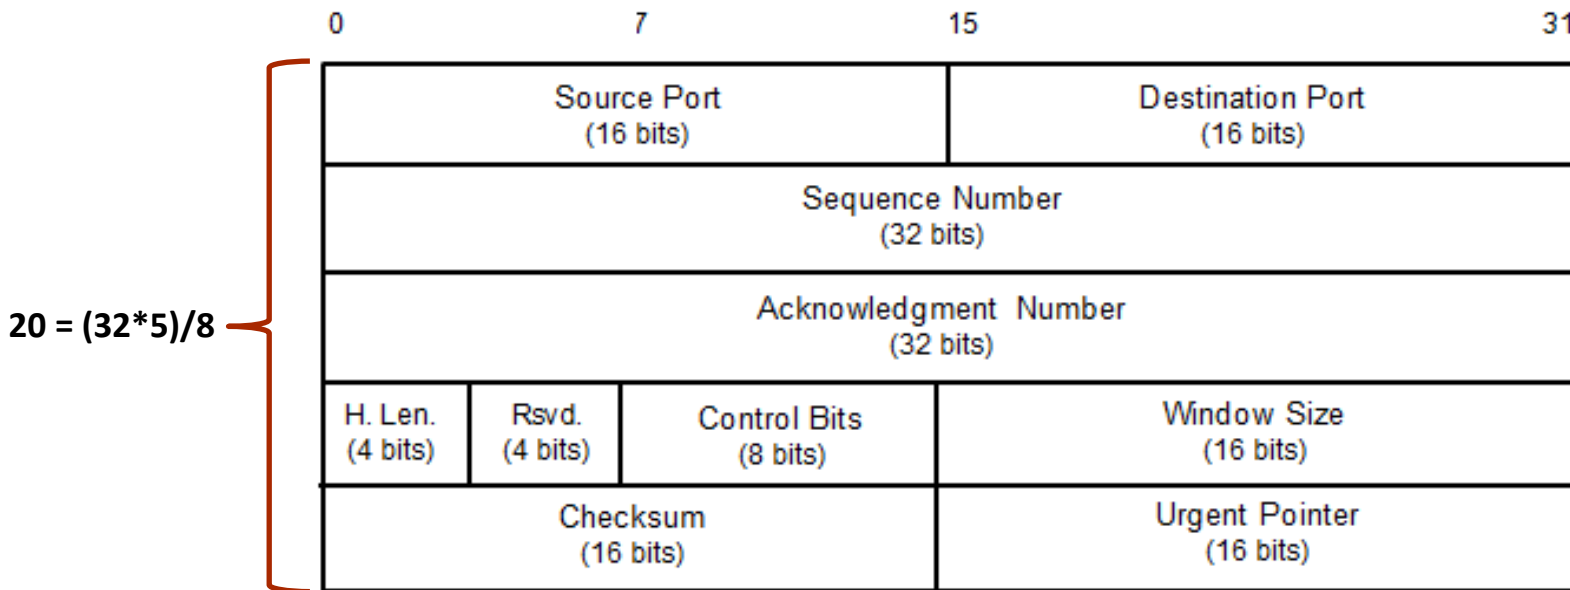 0 7 15 31
Source Port Destination Port
(16 bits) (16 bits)
Sequence Number
(32 bits)
20 = (32*5)/8
Acknowledgment Number
(32 bits)
H. Len. Rsvd. Control Bits Window Size
(4 bits) (4 bits) (8 bits) (16 bits)
Checksum Urgent Pointer
(16 bits) (16 bits)